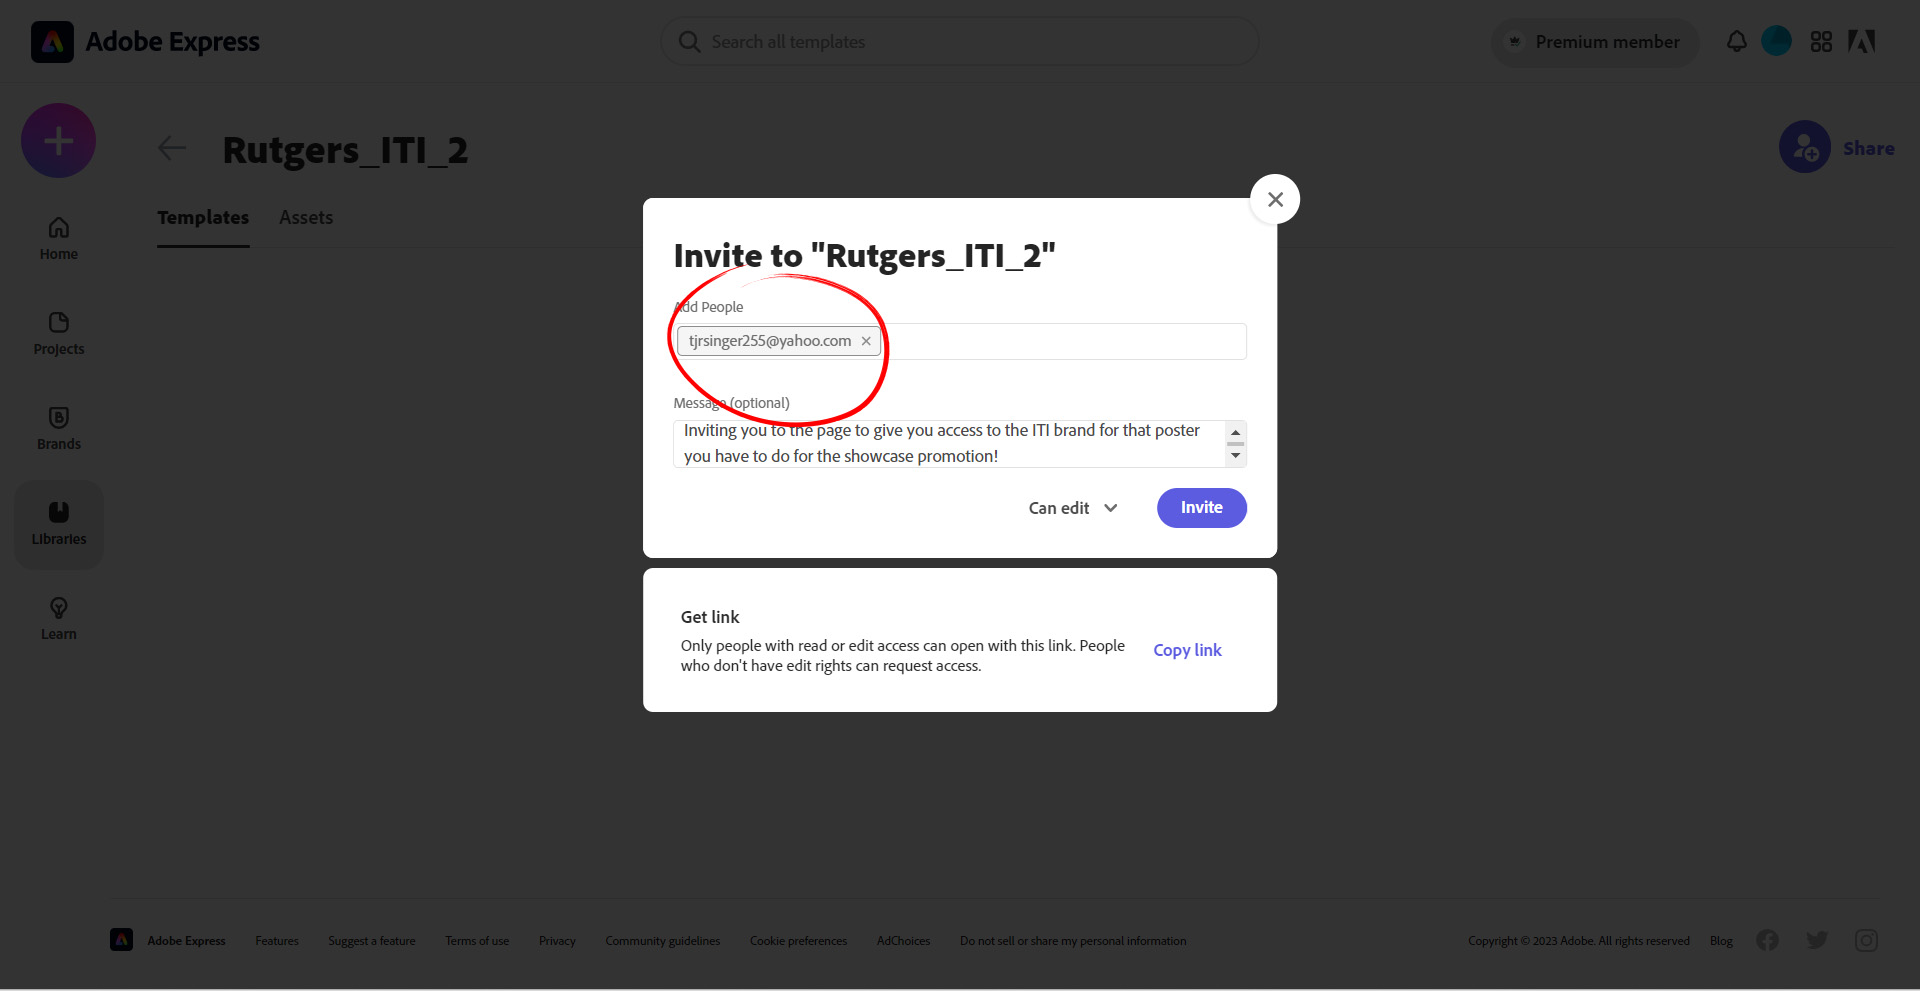 Adobe Express
Search all templates
Premium member
Rutgers_ITI_2
Share
Templates
Assets
Home
Projects
Brands
Libraries
Learn
Invite to "Rutgers_ITI_2"
Add People
tjrsinger255@yahoo.com
Message (optional)
Inviting you to the page to give you access to the ITI brand for that poster
you have to do for the showcase promotion!
Can edit
Invite
Get link
Only people with read or edit access can open with this link. People
who don't have edit rights can request access.
Copy link
Adobe Express
Features
Suggest a feature
Terms of use
Privacy
Community guidelines
Cookie preferences
AdChoices
Do not sell or share my personal information
Copyright © 2023 Adobe. All rights reserved
Blog